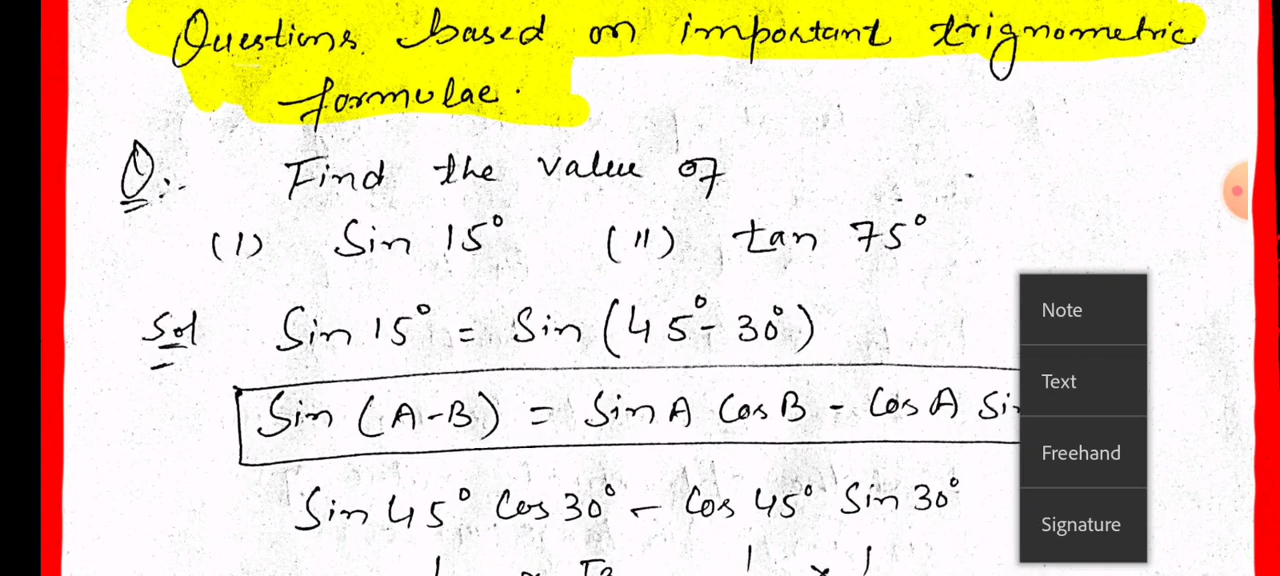 Questions based on important trignometric
formulae.
Q:- Find the value of
(I) Sin 15° (II) tan 75°
Sol Sin 15° = Sin (45° - 30°)
Sin (A-B) = Sin A Cos B - Cos A
Sin 45° Cos 30° - Cos 45° Sin 30°
Note
Text
Freehand
Signature